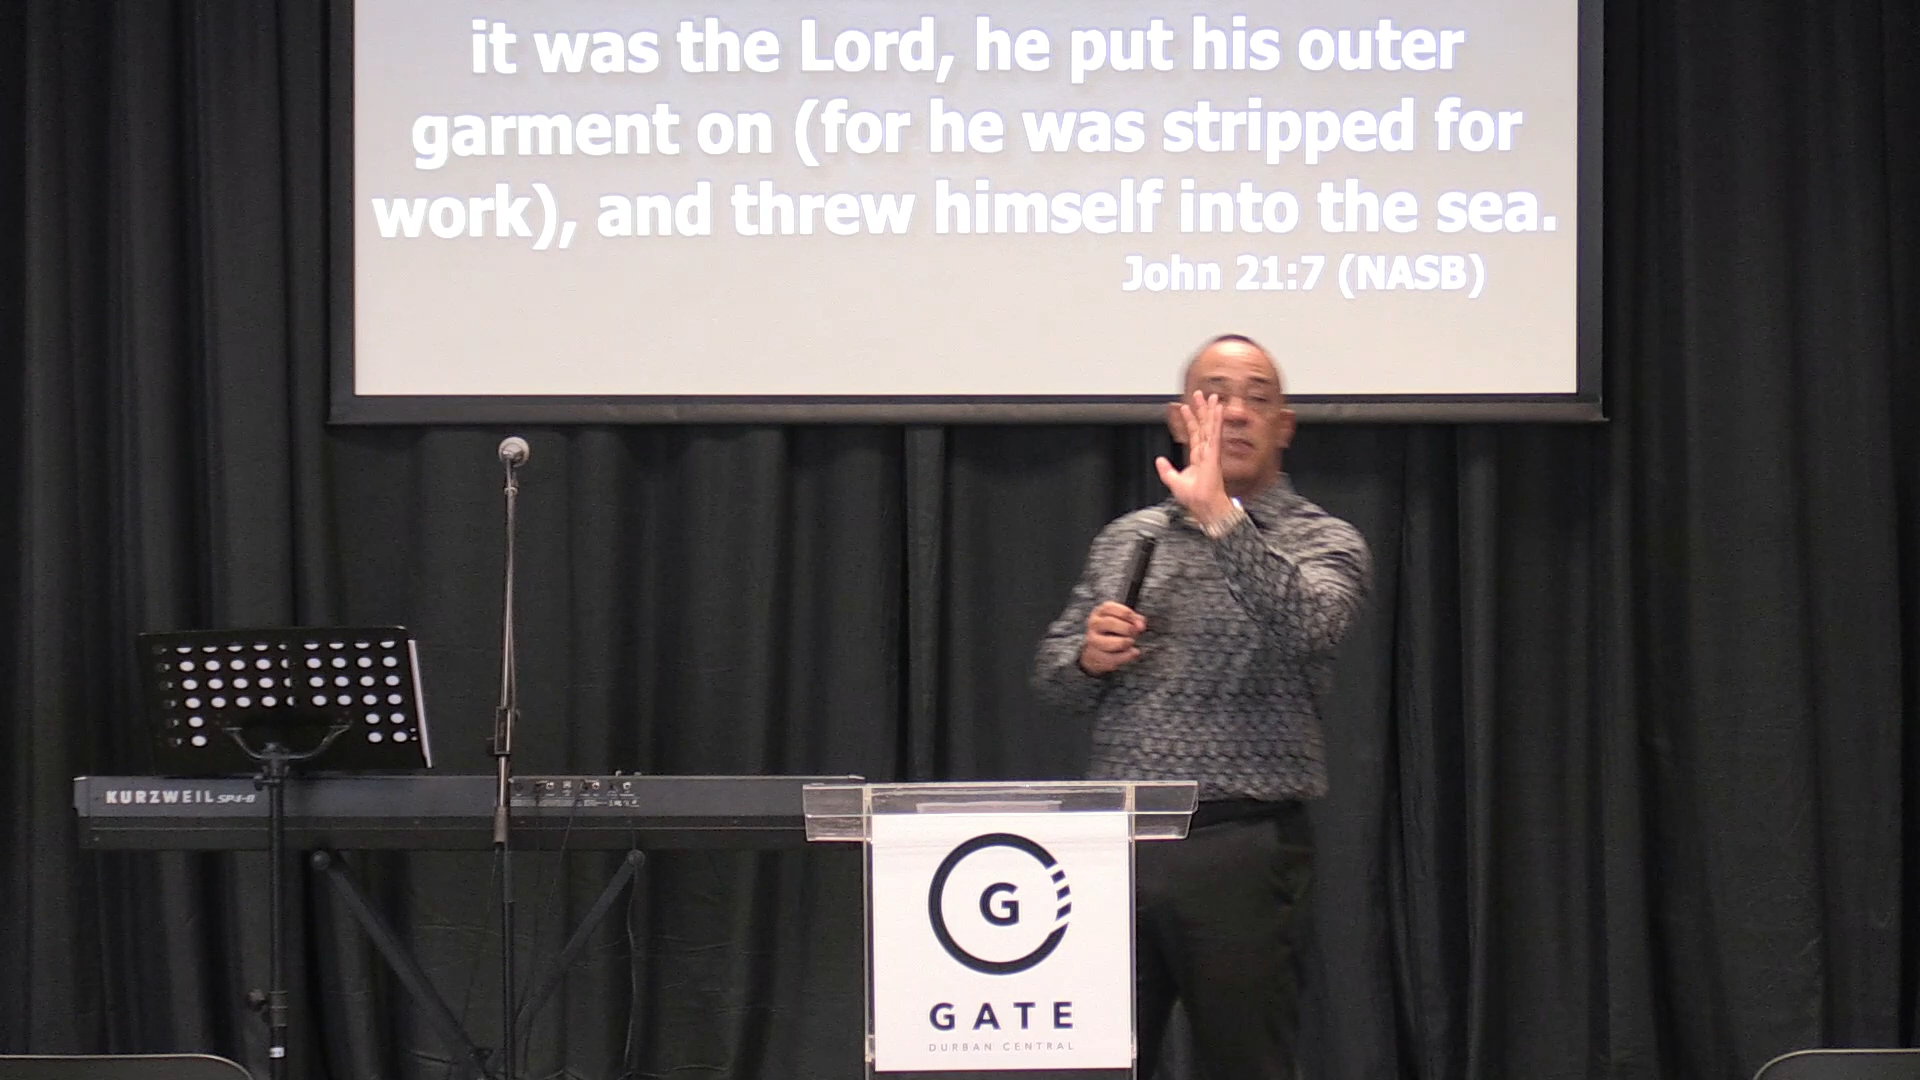 it was the Lord, he put his outer
garment on (for he was stripped for
work), and threw himself into the sea.
John 21:7 (NASB)
KURZWEIL SP4-8
G
GATE
DURBAN CENTRAL